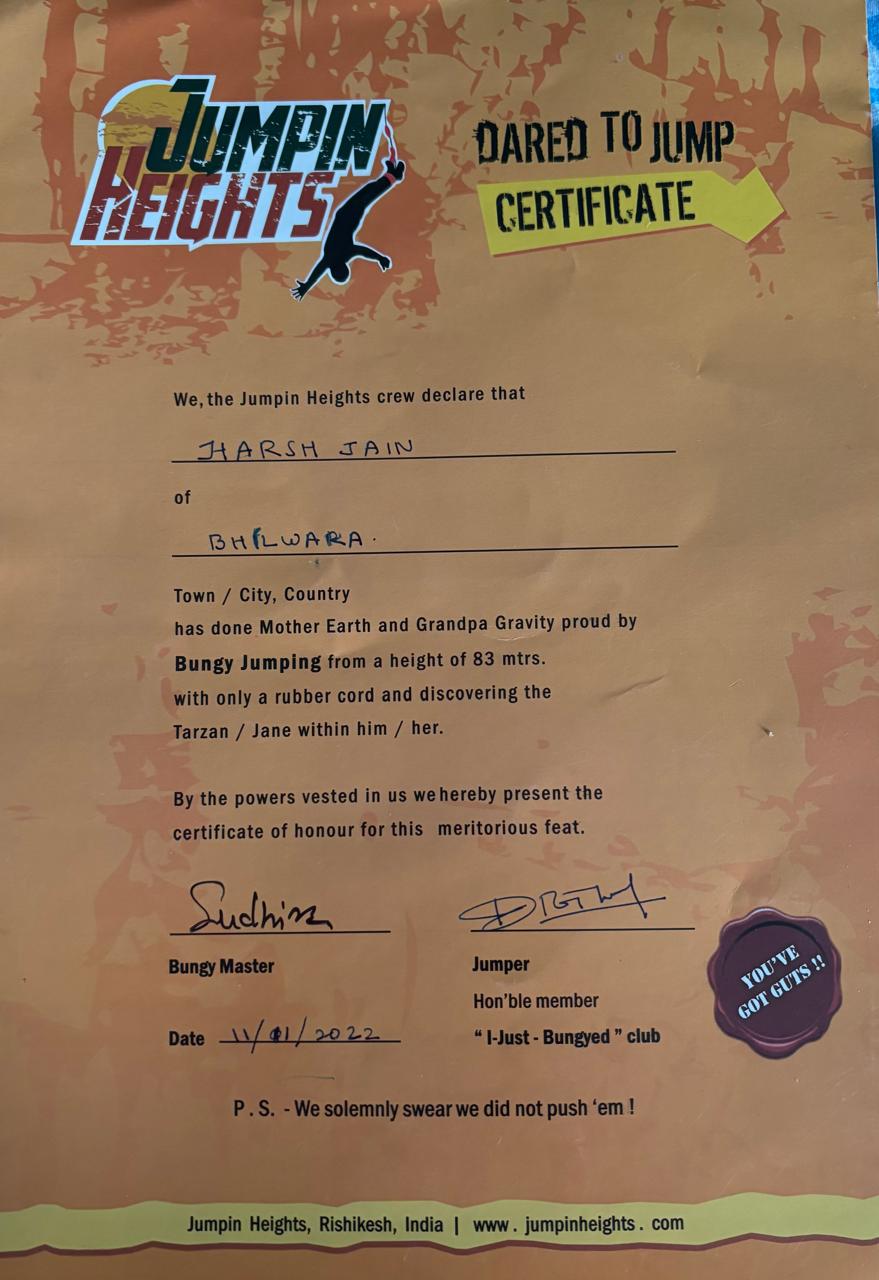 JUMPIN
HEIGHTS
DARED TO JUMP
CERTIFICATE
We, the Jumpin Heights crew declare that
HARSH JAIN
of
BHILWARA.
Town / City, Country
has done Mother Earth and Grandpa Gravity proud by
Bungy Jumping from a height of 83 mtrs.
with only a rubber cord and discovering the
Tarzan / Jane within him / her.
By the powers vested in us we hereby present the
certificate of honour for this meritorious feat.
Sudhir
Bungy Master
Jumper
Hon'ble member
Date 11/01/2022
" I-Just - Bungyed " club
YOU'VE
GOT GUTS !!
P. S. - We solemnly swear we did not push 'em !
Jumpin Heights, Rishikesh, India | www. jumpinheights. com